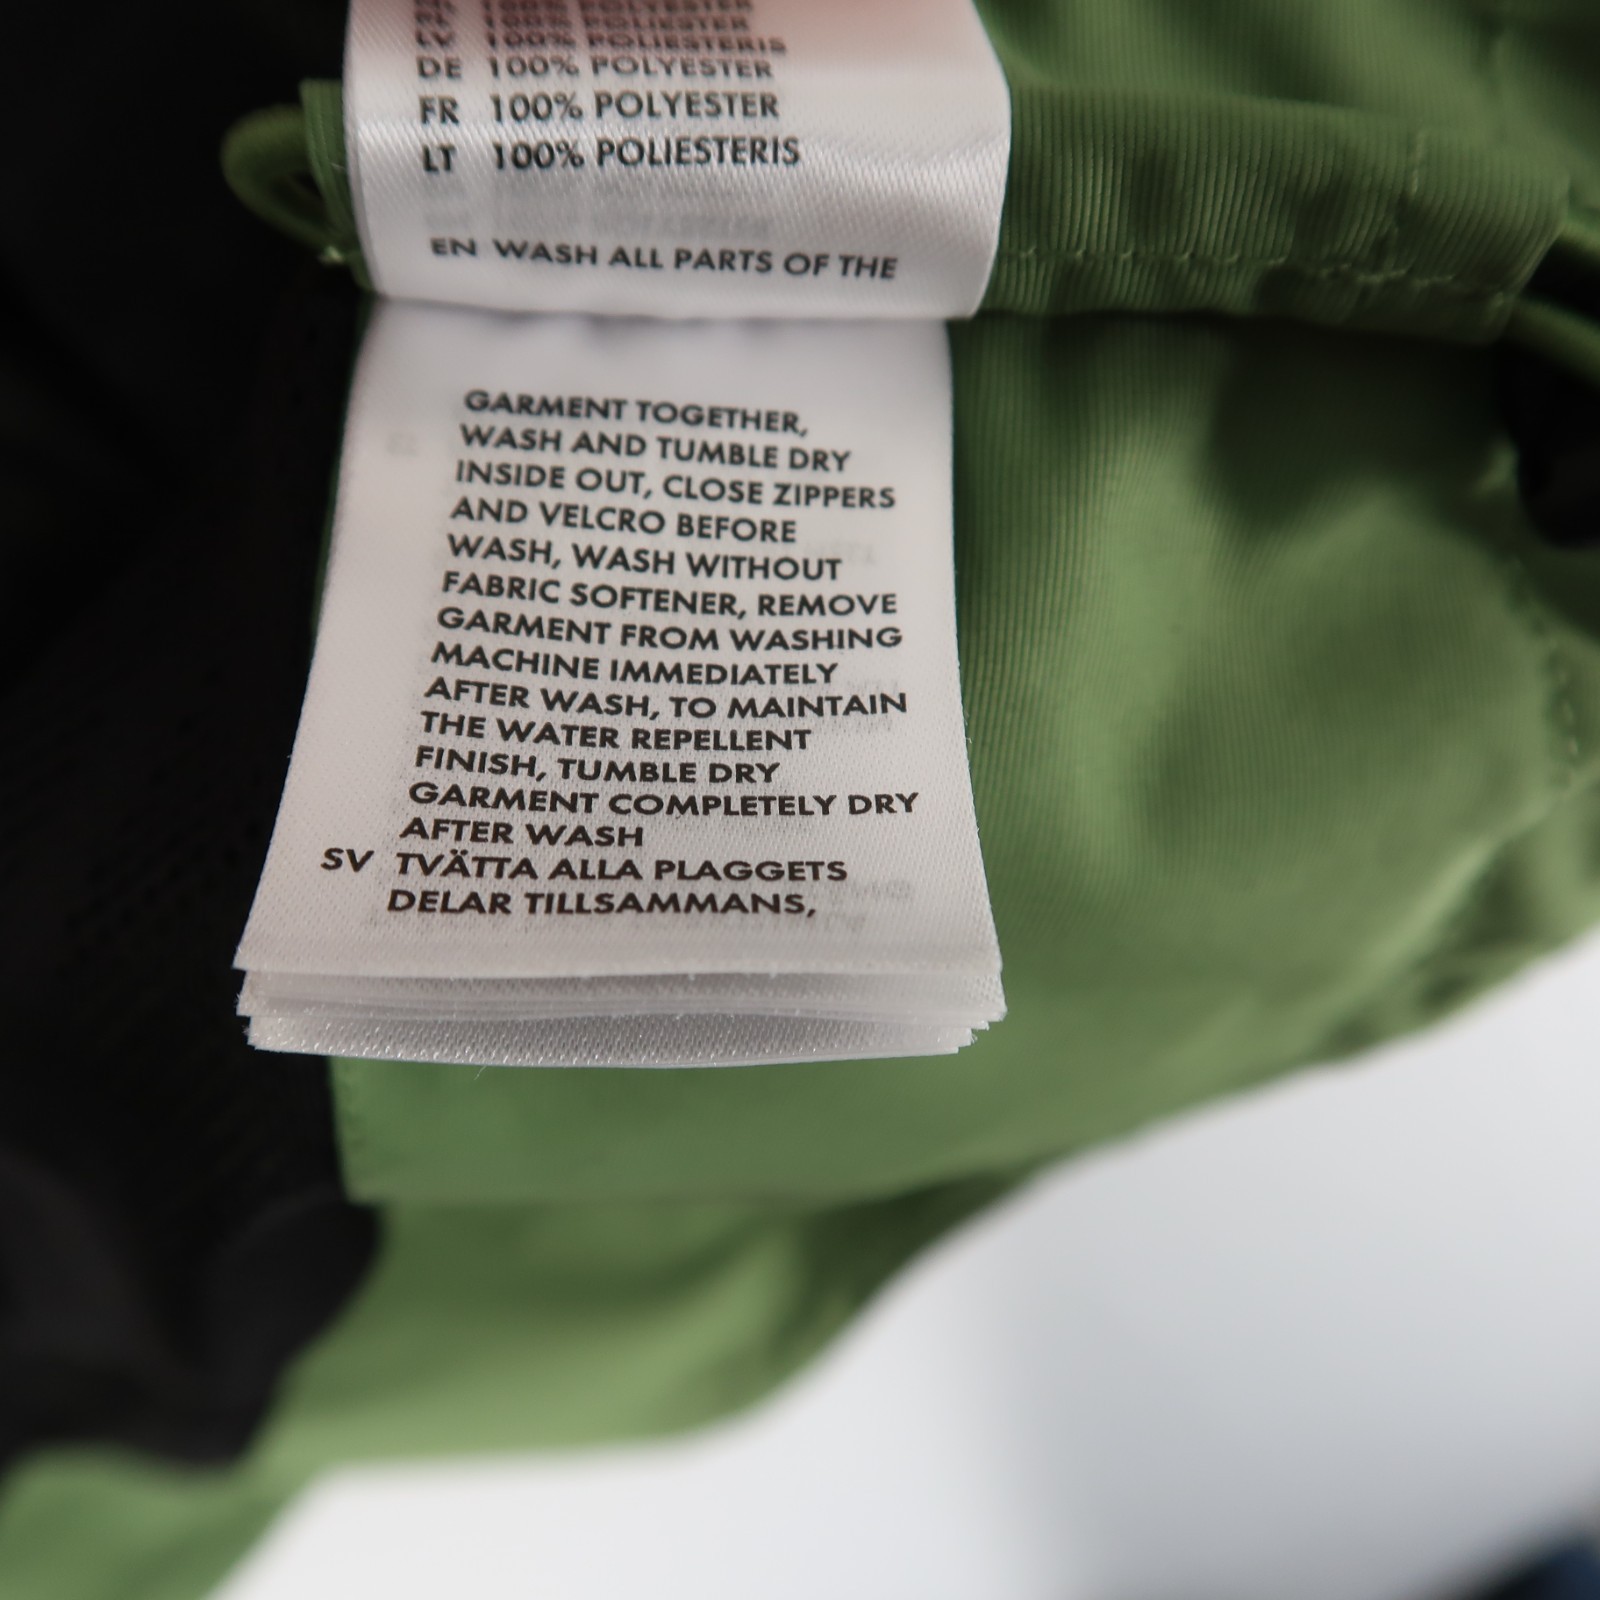 LV 100% POLIESTERIS
DE 100% POLYESTER
FR 100% POLYESTER
LT 100% POLIESTERIS
EN WASH ALL PARTS OF THE
GARMENT TOGETHER,
WASH AND TUMBLE DRY
INSIDE OUT, CLOSE ZIPPERS
AND VELCRO BEFORE
WASH, WASH WITHOUT
FABRIC SOFTENER, REMOVE
GARMENT FROM WASHING
MACHINE IMMEDIATELY
AFTER WASH, TO MAINTAIN
THE WATER REPELLENT
FINISH, TUMBLE DRY
GARMENT COMPLETELY DRY
AFTER WASH
SV TVÄTTA ALLA PLAGGETS
DELAR TILLSAMMANS,